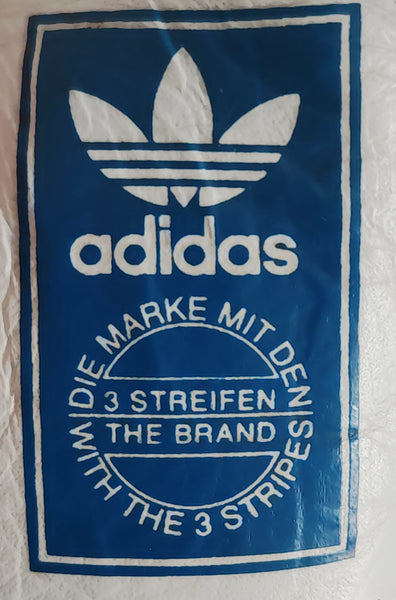 adidas
DIE MARKE MIT DEN
3 STREIFEN
THE BRAND
WITH THE 3 STRIPES